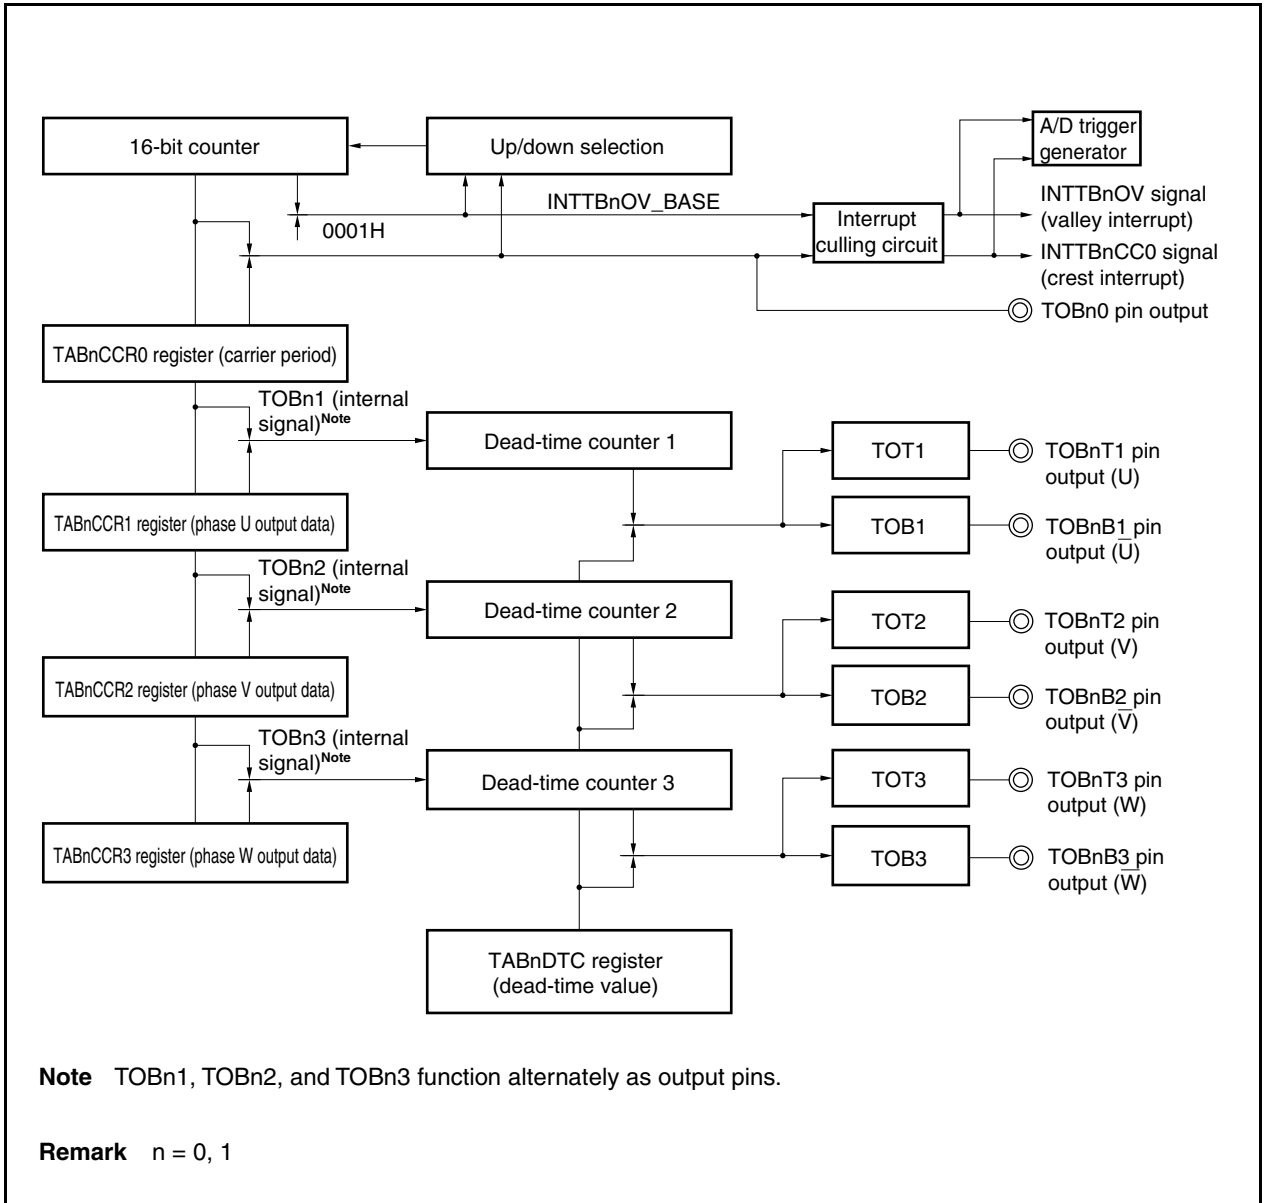 16-bit counter
Up/down selection
A/D trigger
generator
INTTBnOV_BASE
0001H
Interrupt
culling circuit
INTTBnOV signal
(valley interrupt)
INTTBnCC0 signal
(crest interrupt)
TOBn0 pin output
TABnCCR0 register (carrier period)
TOBn1 (internal
signal)Note
Dead-time counter 1
TOT1
TOBnT1 pin
output (U)
TABnCCR1 register (phase U output data)
TOB1
TOBnB1 pin
output (U̅)
TOBn2 (internal
signal)Note
Dead-time counter 2
TOT2
TOBnT2 pin
output (V)
TABnCCR2 register (phase V output data)
TOB2
TOBnB2 pin
output (V̅)
TOBn3 (internal
signal)Note
Dead-time counter 3
TOT3
TOBnT3 pin
output (W)
TABnCCR3 register (phase W output data)
TOB3
TOBnB3 pin
output (W̅)
TABnDTC register
(dead-time value)
Note TOBn1, TOBn2, and TOBn3 function alternately as output pins.
Remark n = 0, 1